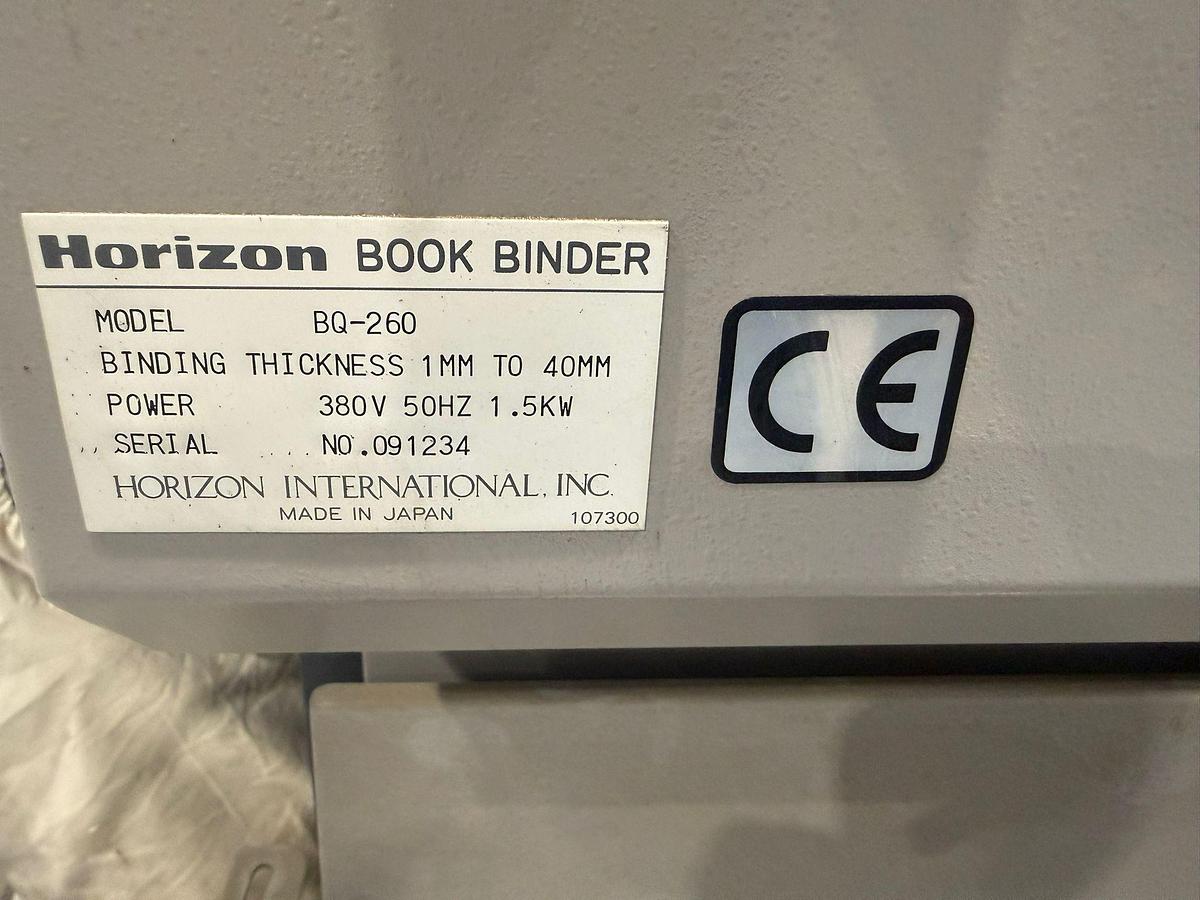 Horizon BOOK BINDER
MODEL BQ-260
BINDING THICKNESS 1MM TO 40MM
POWER 380V 50HZ 1.5KW
SERIAL NO.091234
HORIZON INTERNATIONAL, INC.
MADE IN JAPAN 107300
CE